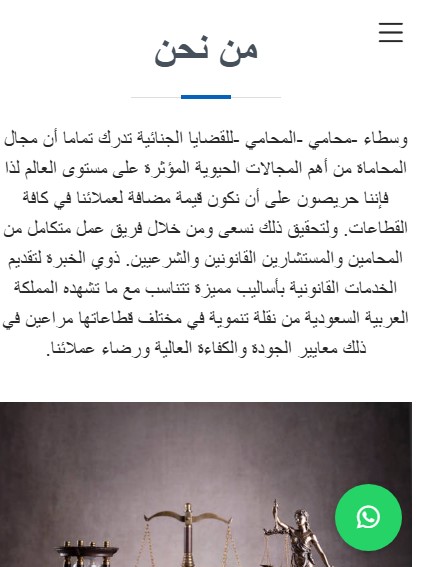 من نحن
وسطاء -محامي -المحامي -للقضايا الجنائية تدرك تماما أن مجال
المحاماة من أهم المجالات الحيوية المؤثرة على مستوى العالم لذا
فإننا حريصون على أن نكون قيمة مضافة لعملائنا في كافة
القطاعات. ولتحقيق ذلك نسعى ومن خلال فريق عمل متكامل من
المحامين والمستشارين القانونين والشرعيين. ذوي الخبرة لتقديم
الخدمات القانونية بأساليب مميزة تتناسب مع ما تشهده المملكة
العربية السعودية من نقلة تنموية في مختلف قطاعاتها مراعين في
ذلك معايير الجودة والكفاءة العالية ورضاء عملائنا.